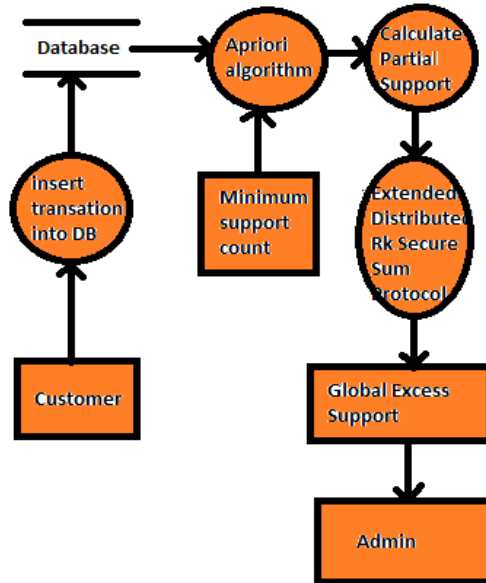 Database
Apriori
algorithm
Calculate
Partial
Support
insert
transation
into DB
Minimum
support
count
Extended
Distributed
Rk Secure
Sum
Protocol
Customer
Global Excess
Support
Admin